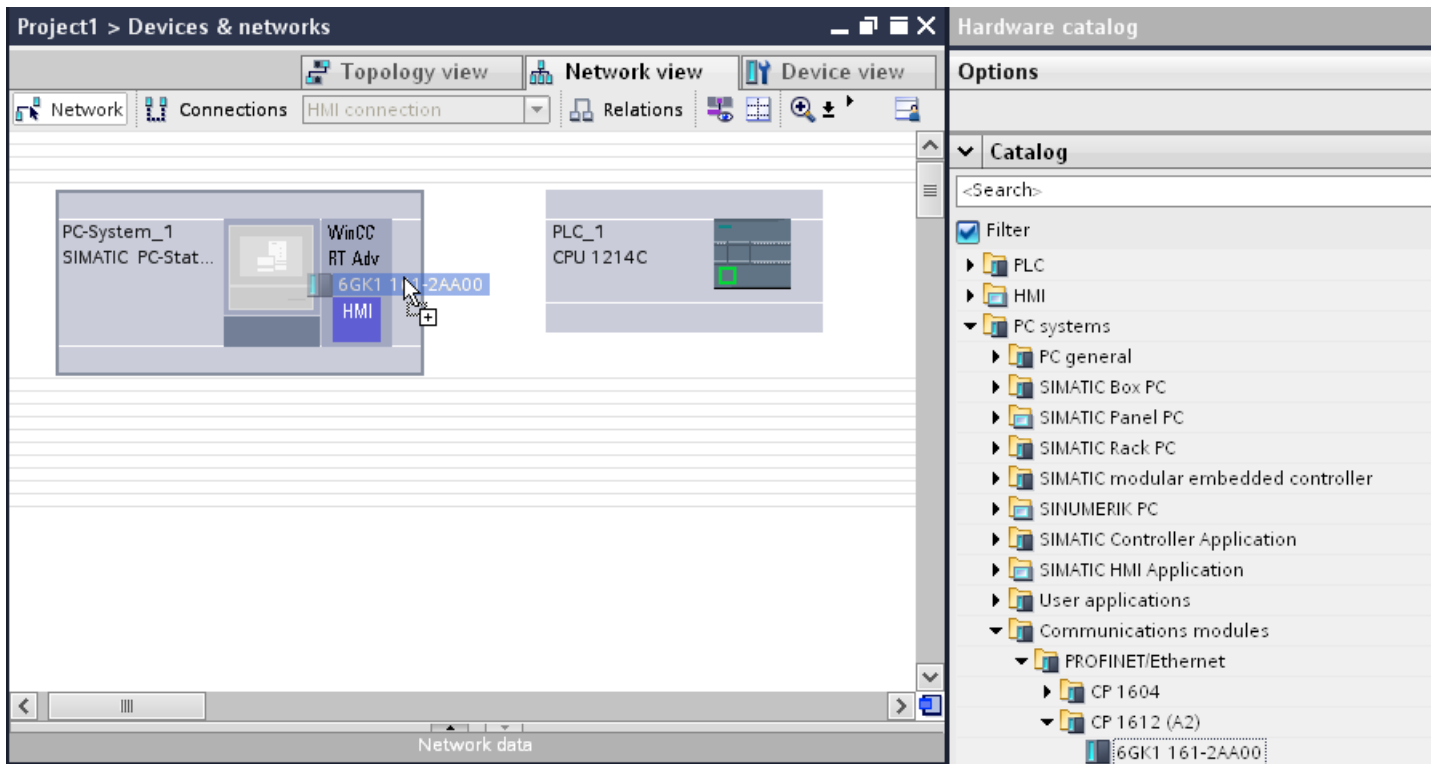 Project1 > Devices & networks
Topology view
Network view
Device view
Network
Connections
HMI connection
Relations
PC-System_1
SIMATIC PC-Stat...
WinCC
RT Adv
HMI
6GK1 161-2AA00
PLC_1
CPU 1214C
Network data
Hardware catalog
Options
Catalog
<Search>
Filter
PLC
HMI
PC systems
PC general
SIMATIC Box PC
SIMATIC Panel PC
SIMATIC Rack PC
SIMATIC modular embedded controller
SINUMERIK PC
SIMATIC Controller Application
SIMATIC HMI Application
User applications
Communications modules
PROFINET/Ethernet
CP 1604
CP 1612 (A2)
6GK1 161-2AA00